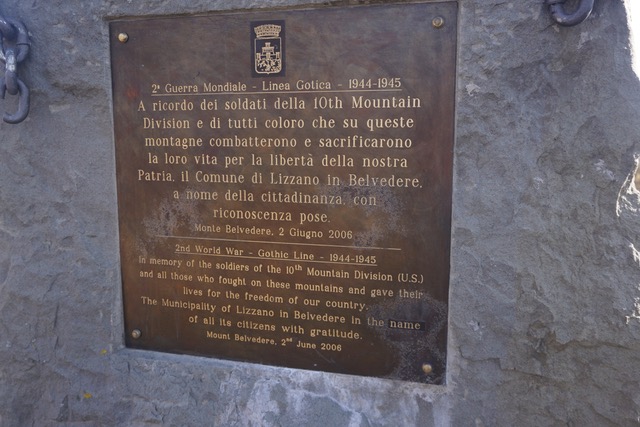 2ª Guerra Mondiale - Linea Gotica - 1944-1945
A ricordo dei soldati della 10th Mountain
Division e di tutti coloro che su queste
montagne combatterono e sacrificarono
la loro vita per la libertà della nostra
Patria, il Comune di Lizzano in Belvedere,
a nome della cittadinanza, con
riconoscenza pose.
Monte Belvedere, 2 Giugno 2006
2nd World War - Gothic Line - 1944-1945
In memory of the soldiers of the 10th Mountain Division (U.S.)
and all those who fought on these mountains and gave their
lives for the freedom of our country.
The Municipality of Lizzano in Belvedere in the name
of all its citizens with gratitude.
Mount Belvedere, 2nd June 2006